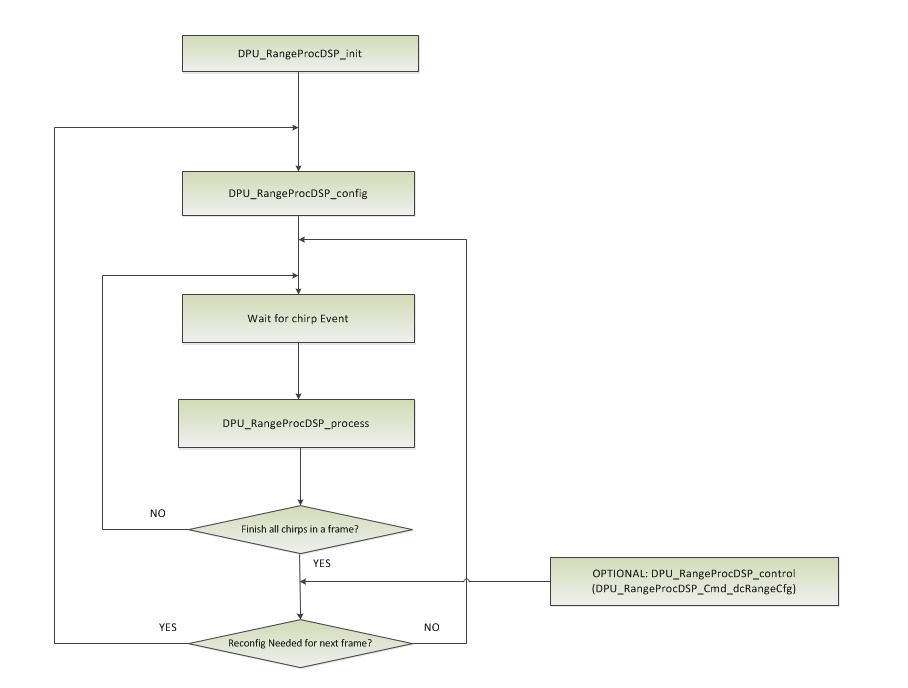 DPU_RangeProcDSP_init
DPU_RangeProcDSP_config
Wait for chirp Event
DPU_RangeProcDSP_process
NO
Finish all chirps in a frame?
YES
OPTIONAL: DPU_RangeProcDSP_control
(DPU_RangeProcDSP_Cmd_dcRangeCfg)
YES
Reconfig Needed for next frame?
NO